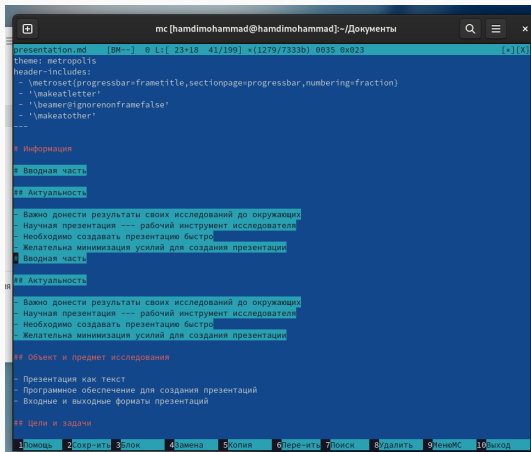 mc [hamdimohammad@hamdimohammad]:~/Документы
presentation.md [BM--] 0 L:[ 23+18 41/199] *(1279/7333b) 0035 0x023 [*][X]
theme: metropolis
header-includes:
- \metroset{progressbar=frametitle,sectionpage=progressbar,numbering=fraction}
- '\makeatletter'
- '\beamer@ignorenonframefalse'
- '\makeatother'
---
# Информация
# Вводная часть
## Актуальность
- Важно донести результаты своих исследований до окружающих
- Научная презентация --- рабочий инструмент исследователя
- Необходимо создавать презентацию быстро
- Желательна минимизация усилий для создания презентации
# Вводная часть
## Актуальность
- Важно донести результаты своих исследований до окружающих
- Научная презентация --- рабочий инструмент исследователя
- Необходимо создавать презентацию быстро
- Желательна минимизация усилий для создания презентации
## Объект и предмет исследования
- Презентация как текст
- Программное обеспечение для создания презентаций
- Входные и выходные форматы презентаций
## Цели и задачи
1Помощь 2Сохр~ить 3Блок 4Замена 5Копия 6Пере~ить 7Поиск 8Удалить 9МенюMC 10Выход